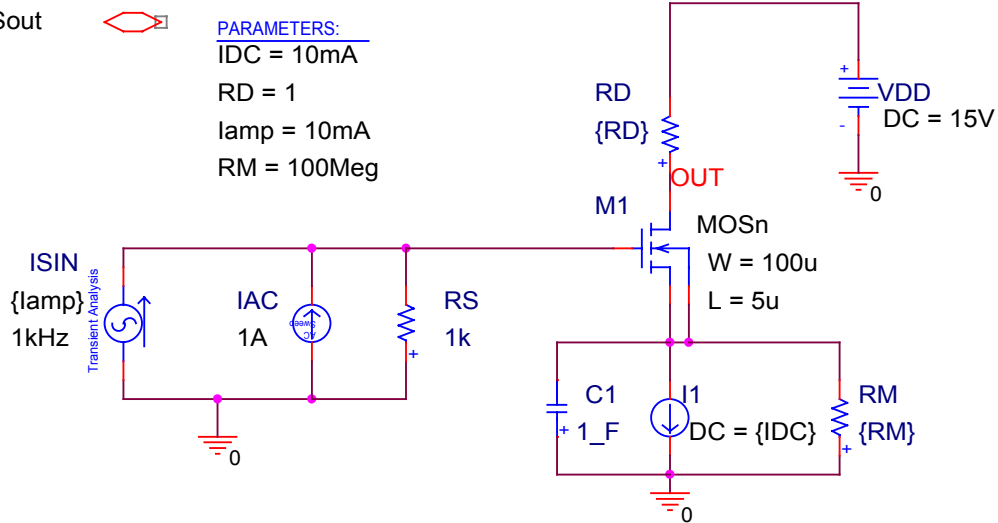 Sout
PARAMETERS:
IDC = 10mA
RD = 1
Iamp = 10mA
RM = 100Meg
RD
{RD}
+
OUT
+
-
VDD
DC = 15V
0
M1
MOSn
W = 100u
L = 5u
ISIN
{Iamp}
1kHz
Transient Analysis
IAC
1A
AC Sweep
RS
1k
+
0
C1
1_F
+
I1
DC = {IDC}
RM
{RM}
+
0